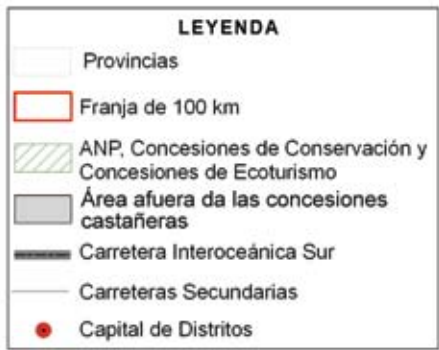 LEYENDA
Provincias
Franja de 100 km
ANP, Concesiones de Conservación y
Concesiones de Ecoturismo
Área afuera da las concesiones
castañeras
Carretera Interoceánica Sur
Carreteras Secundarias
Capital de Distritos